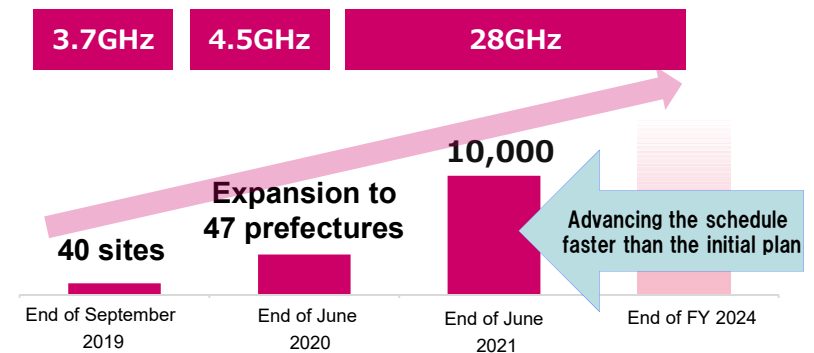 3.7GHz
4.5GHz
28GHz
10,000
Expansion to
47 prefectures
40 sites
Advancing the schedule
faster than the initial plan
End of September
2019
End of June
2020
End of June
2021
End of FY 2024